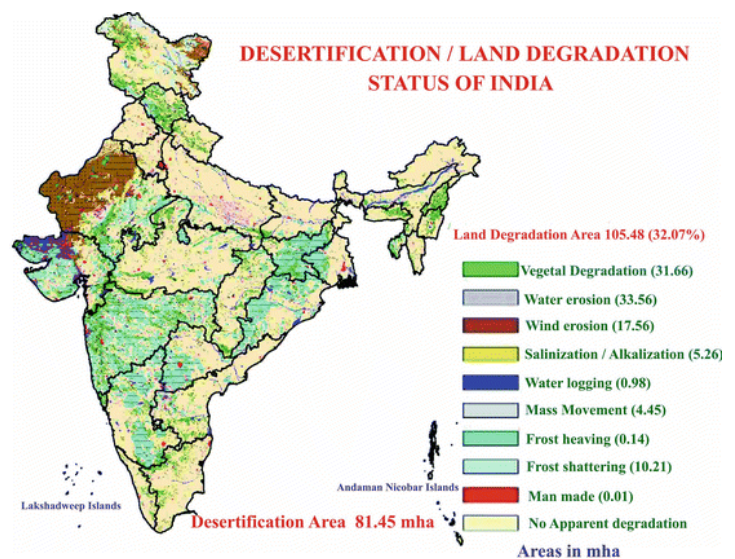 DESERTIFICATION / LAND DEGRADATION
STATUS OF INDIA
Land Degradation Area 105.48 (32.07%)
Vegetal Degradation (31.66)
Water erosion (33.56)
Wind erosion (17.56)
Salinization / Alkalization (5.26)
Water logging (0.98)
Mass Movement (4.45)
Frost heaving (0.14)
Frost shattering (10.21)
Man made (0.01)
No Apparent degradation
Areas in mha
Andaman Nicobar Islands
Lakshadweep Islands
Desertification Area 81.45 mha